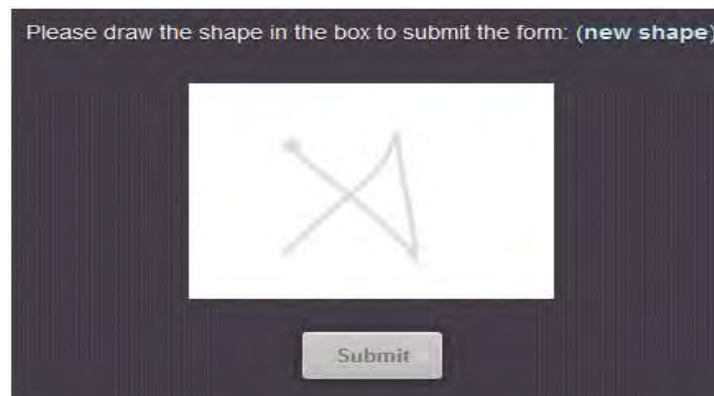 Please draw the shape in the box to submit the form: (new shape)
Submit